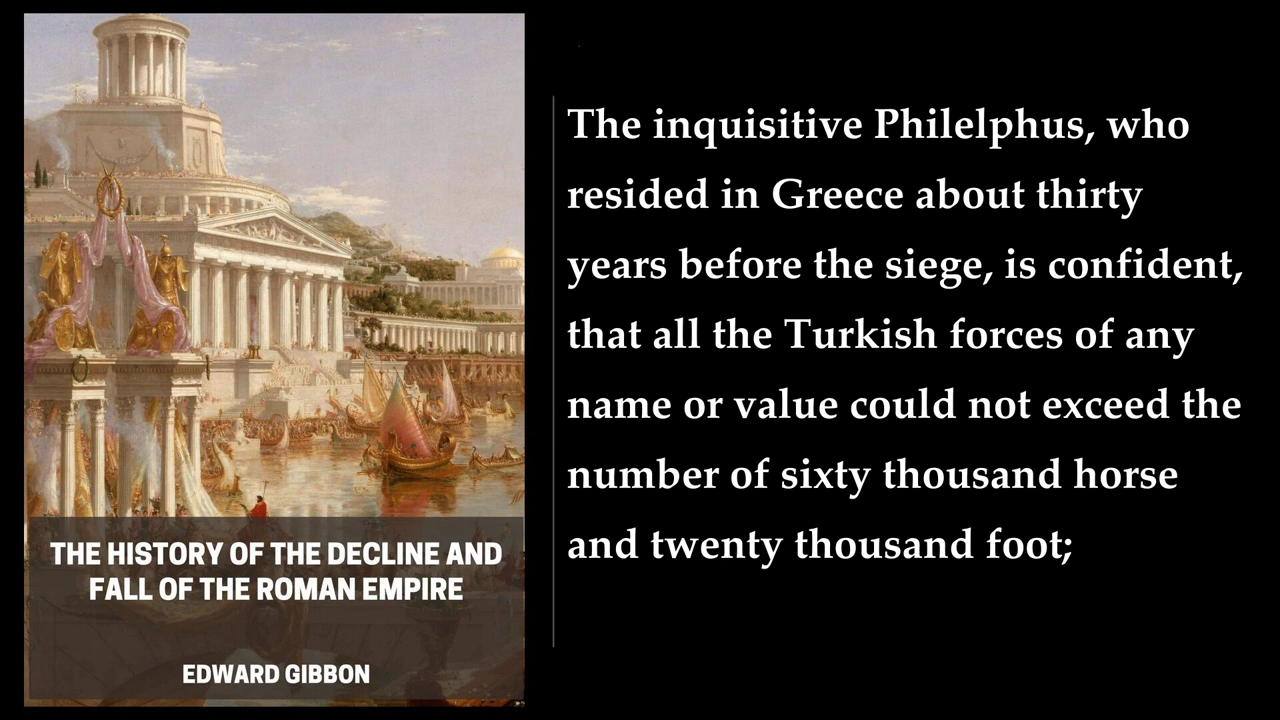 THE HISTORY OF THE DECLINE AND
FALL OF THE ROMAN EMPIRE
EDWARD GIBBON
The inquisitive Philelphus, who
resided in Greece about thirty
years before the siege, is confident,
that all the Turkish forces of any
name or value could not exceed the
number of sixty thousand horse
and twenty thousand foot;